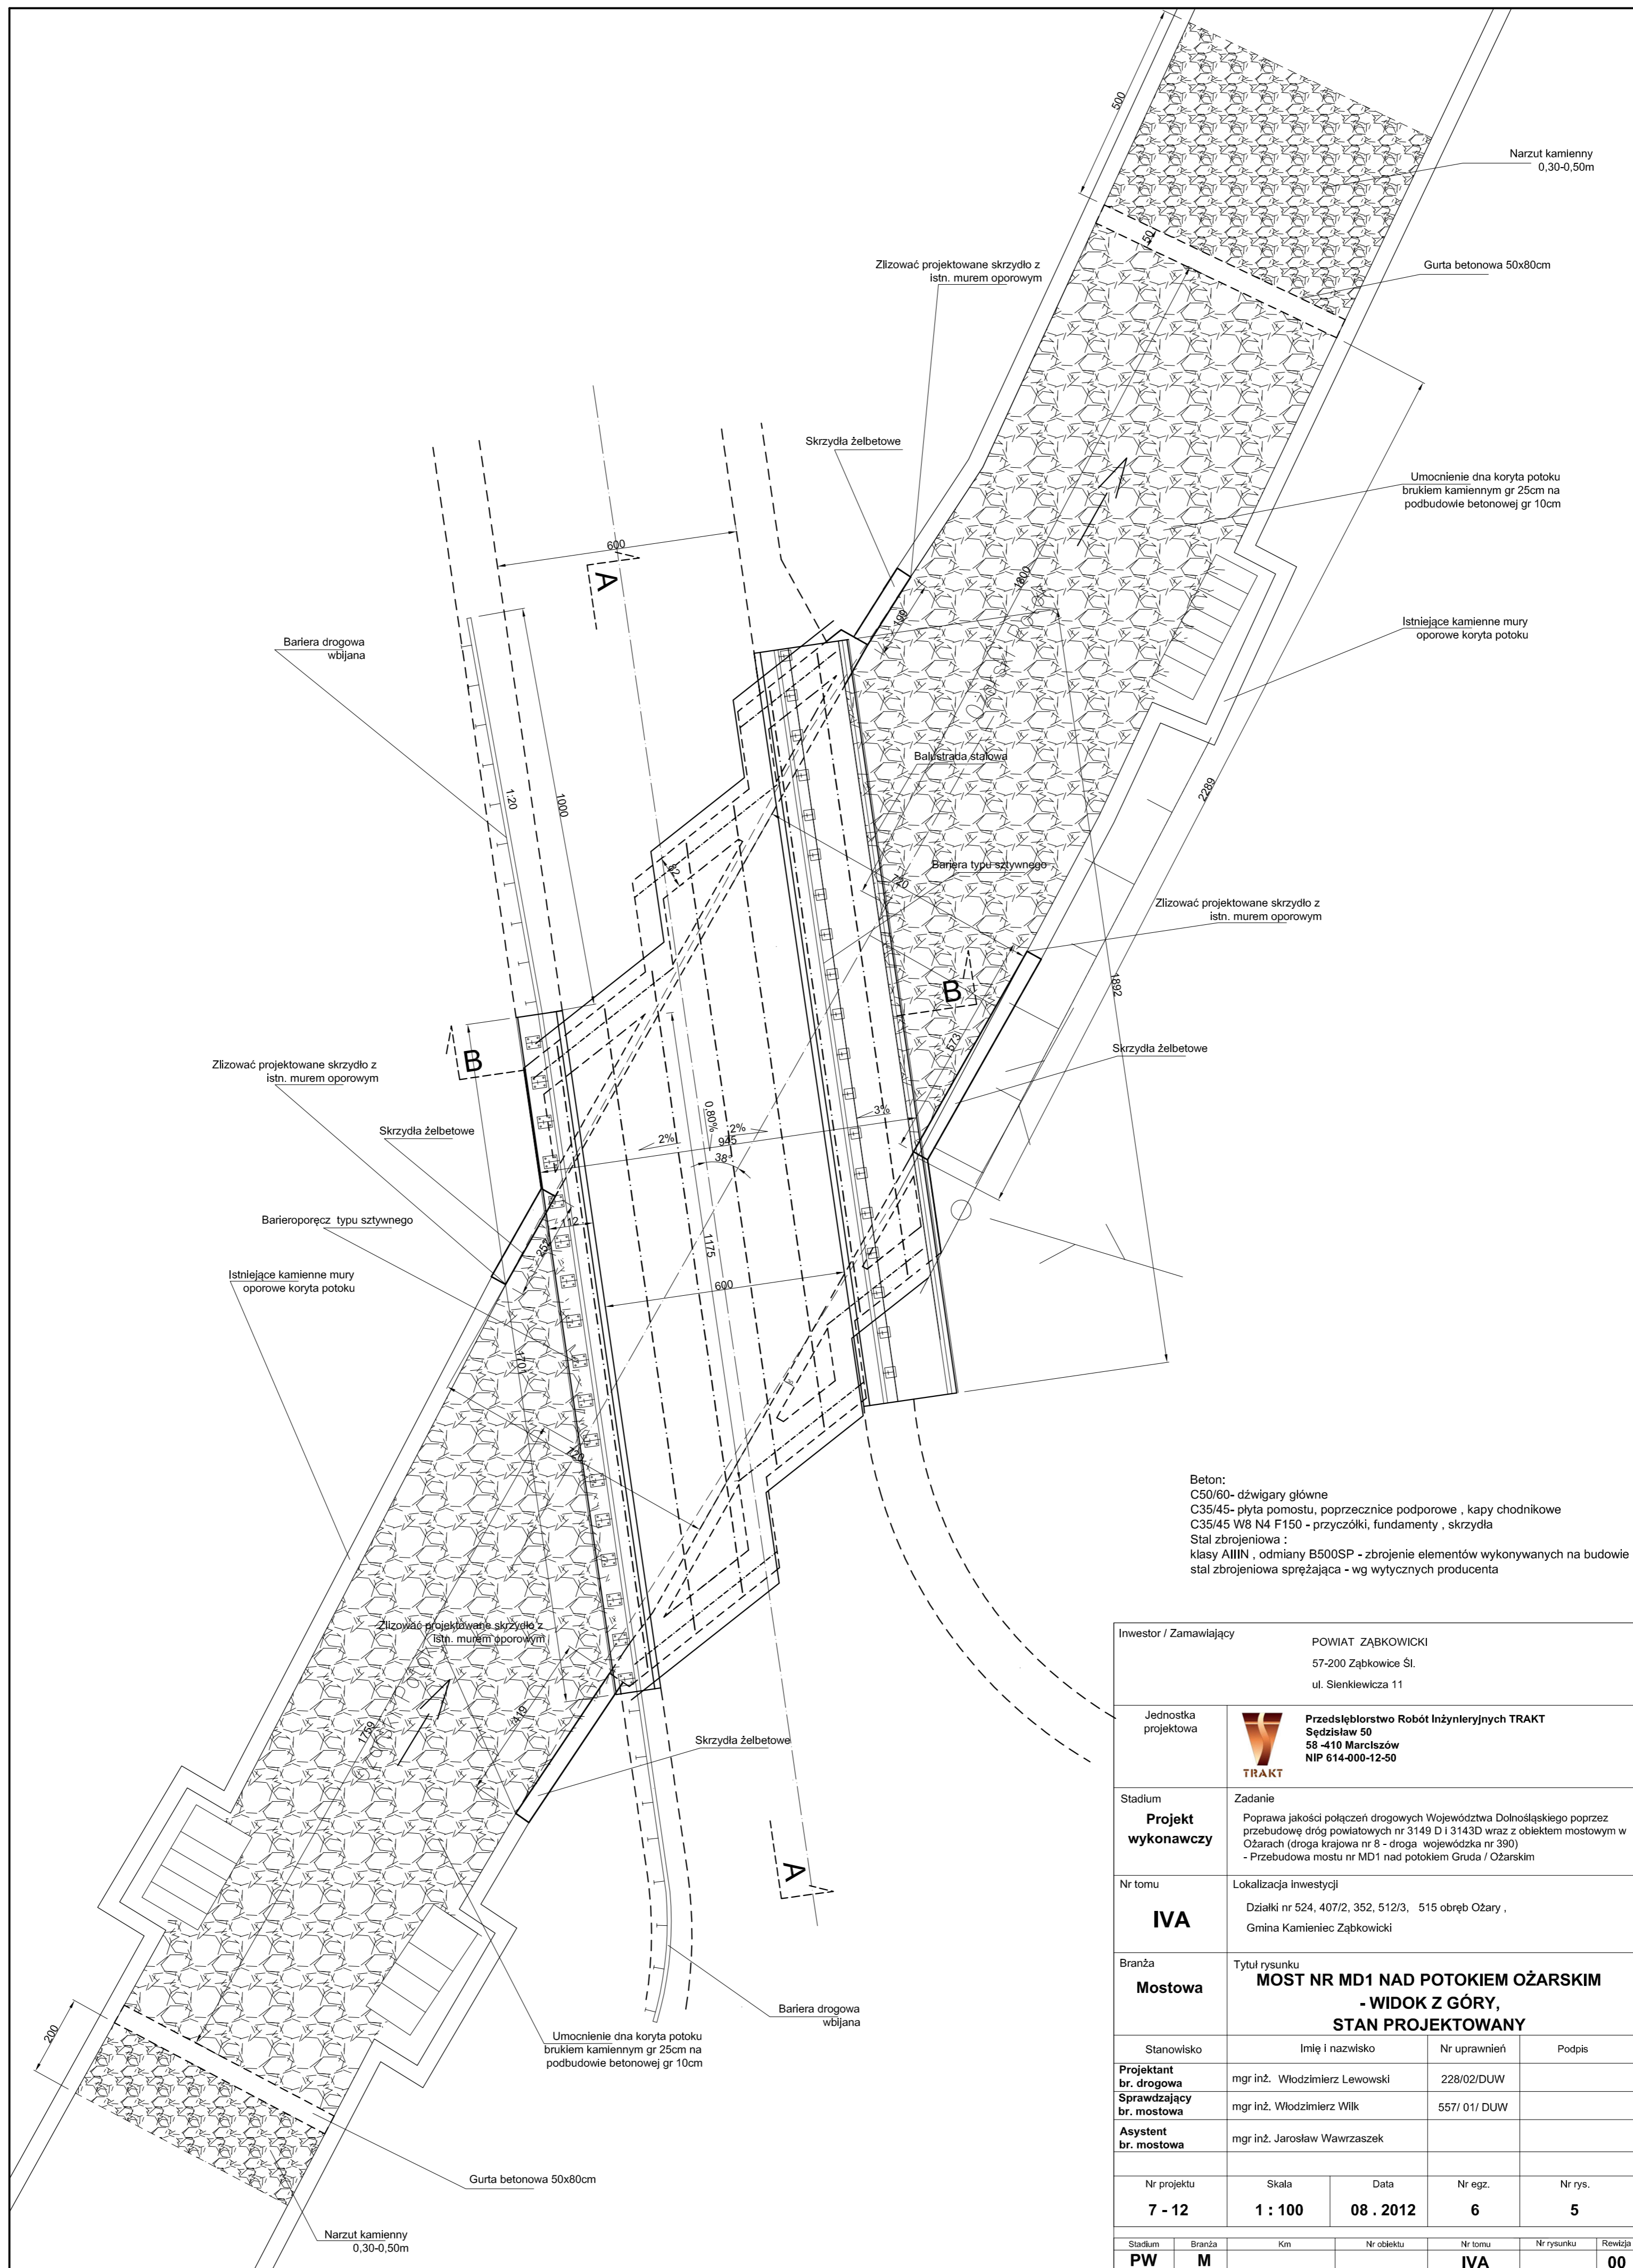 500
Narzut kamienny
0,30-0,50m
50
Zlizować projektowane skrzydło z
istn. murem oporowym
Gurta betonowa 50x80cm
Skrzydła żelbetowe
Umocnienie dna koryta potoku
brukiem kamiennym gr 25cm na
podbudowie betonowej gr 10cm
600
A
1800
199
Istniejące kamienne mury
oporowe koryta potoku
Bariera drogowa
wbijana
Balustrada stalowa
1:20
1000
2289
Bariera typu sztywnego
720
Zlizować projektowane skrzydło z
istn. murem oporowym
1892
B
B
573
Skrzydła żelbetowe
Zlizować projektowane skrzydło z
istn. murem oporowym
Skrzydła żelbetowe
0,80%
3%
2%
2%
945
38°
Barieroporęcz typu sztywnego
112
252
1175
Istniejące kamienne mury
oporowe koryta potoku
600
1701
720
Beton:
C50/60- dźwigary główne
C35/45- płyta pomostu, poprzecznice podporowe , kapy chodnikowe
C35/45 W8 N4 F150 - przyczółki, fundamenty , skrzydła
Stal zbrojeniowa :
klasy AIIIN , odmiany B500SP - zbrojenie elementów wykonywanych na budowie
stal zbrojeniowa sprężająca - wg wytycznych producenta
Zlizować projektowane skrzydło z
istn. murem oporowym
419
1759
Skrzydła żelbetowe
A
Bariera drogowa
wbijana
Umocnienie dna koryta potoku
brukiem kamiennym gr 25cm na
podbudowie betonowej gr 10cm
200
Gurta betonowa 50x80cm
Narzut kamienny
0,30-0,50m
Inwestor / Zamawiający
POWIAT ZĄBKOWICKI
57-200 Ząbkowice Śl.
ul. Sienkiewicza 11
Jednostka
projektowa
TRAKT
Przedsiębiorstwo Robót Inżynieryjnych TRAKT
Sędzisław 50
58 -410 Marciszów
NIP 614-000-12-50
Stadium
Projekt
wykonawczy
Zadanie
Poprawa jakości połączeń drogowych Województwa Dolnośląskiego poprzez
przebudowę dróg powiatowych nr 3149 D i 3143D wraz z obiektem mostowym w
Ożarach (droga krajowa nr 8 - droga wojewódzka nr 390)
- Przebudowa mostu nr MD1 nad potokiem Gruda / Ożarskim
Nr tomu
IVA
Lokalizacja inwestycji
Działki nr 524, 407/2, 352, 512/3, 515 obręb Ożary ,
Gmina Kamieniec Ząbkowicki
Branża
Mostowa
Tytuł rysunku
MOST NR MD1 NAD POTOKIEM OŻARSKIM
- WIDOK Z GÓRY,
STAN PROJEKTOWANY
Stanowisko Imię i nazwisko Nr uprawnień Podpis
Projektant
br. drogowa
mgr inż. Włodzimierz Lewowski 228/02/DUW
Sprawdzający
br. mostowa
mgr inż. Włodzimierz Wilk 557/ 01/ DUW
Asystent
br. mostowa
mgr inż. Jarosław Wawrzaszek
Nr projektu Skala Data Nr egz. Nr rys.
7 - 12 1 : 100 08 . 2012 6 5
Stadium Branża Km Nr obiektu Nr tomu Nr rysunku Rewizja
PW M IVA 00